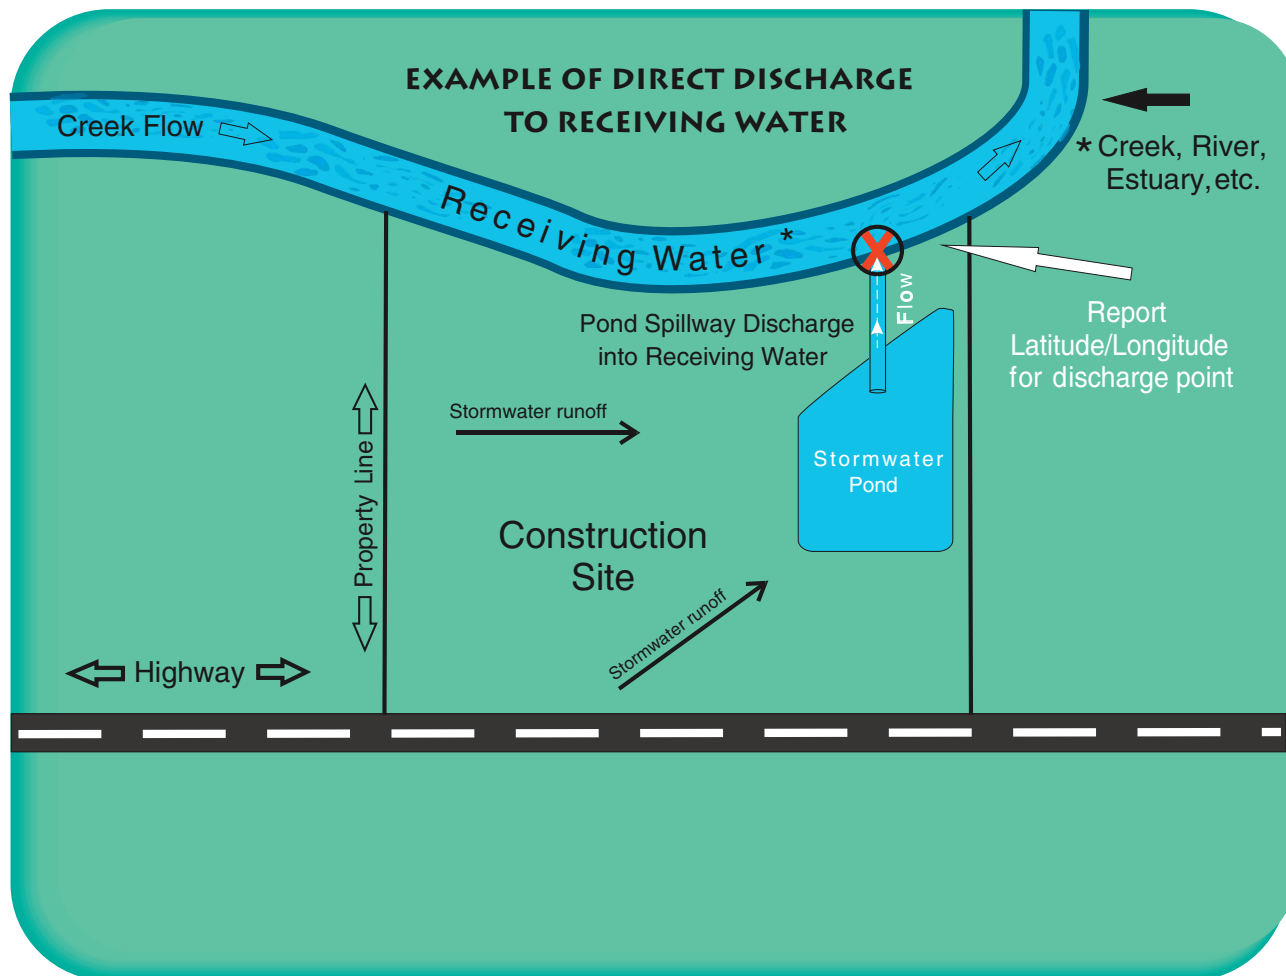 EXAMPLE OF DIRECT DISCHARGE
TO RECEIVING WATER
Creek Flow
* Creek, River,
Estuary, etc.
Receiving Water *
Flow
Pond Spillway Discharge
into Receiving Water
Report
Latitude/Longitude
for discharge point
Stormwater runoff
Stormwater
Pond
Property Line
Construction
Site
Stormwater runoff
Highway